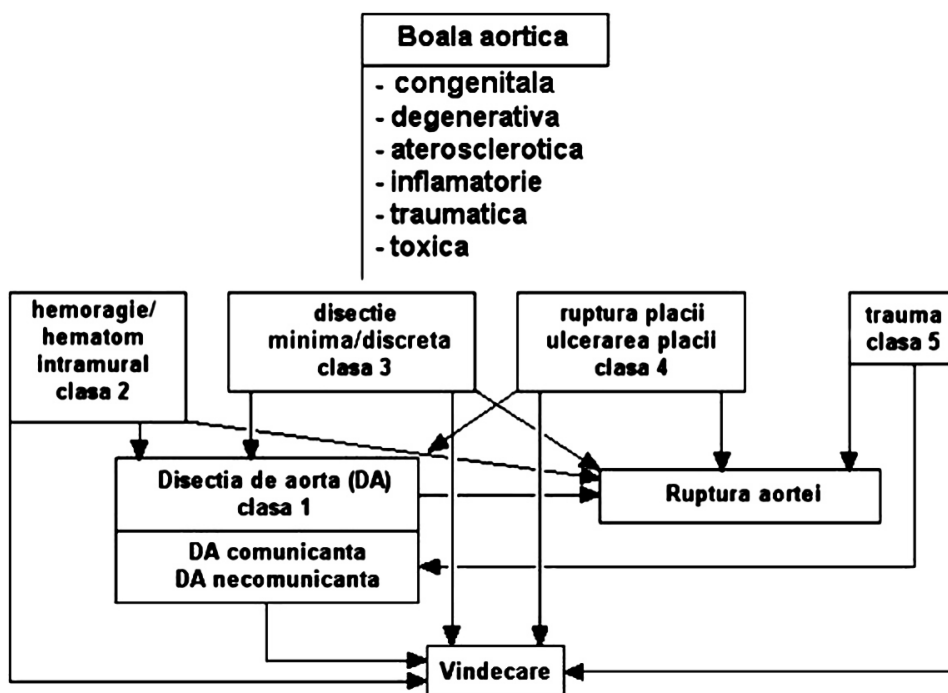 Boala aortica
- congenitala
- degenerativa
- aterosclerotica
- inflamatorie
- traumatica
- toxica
hemoragie/
hematom
intramural
clasa 2
disectie
minima/discreta
clasa 3
ruptura placii
ulcerarea placii
clasa 4
trauma
clasa 5
Disectia de aorta (DA)
clasa 1
DA comunicanta
DA necomunicanta
Ruptura aortei
Vindecare